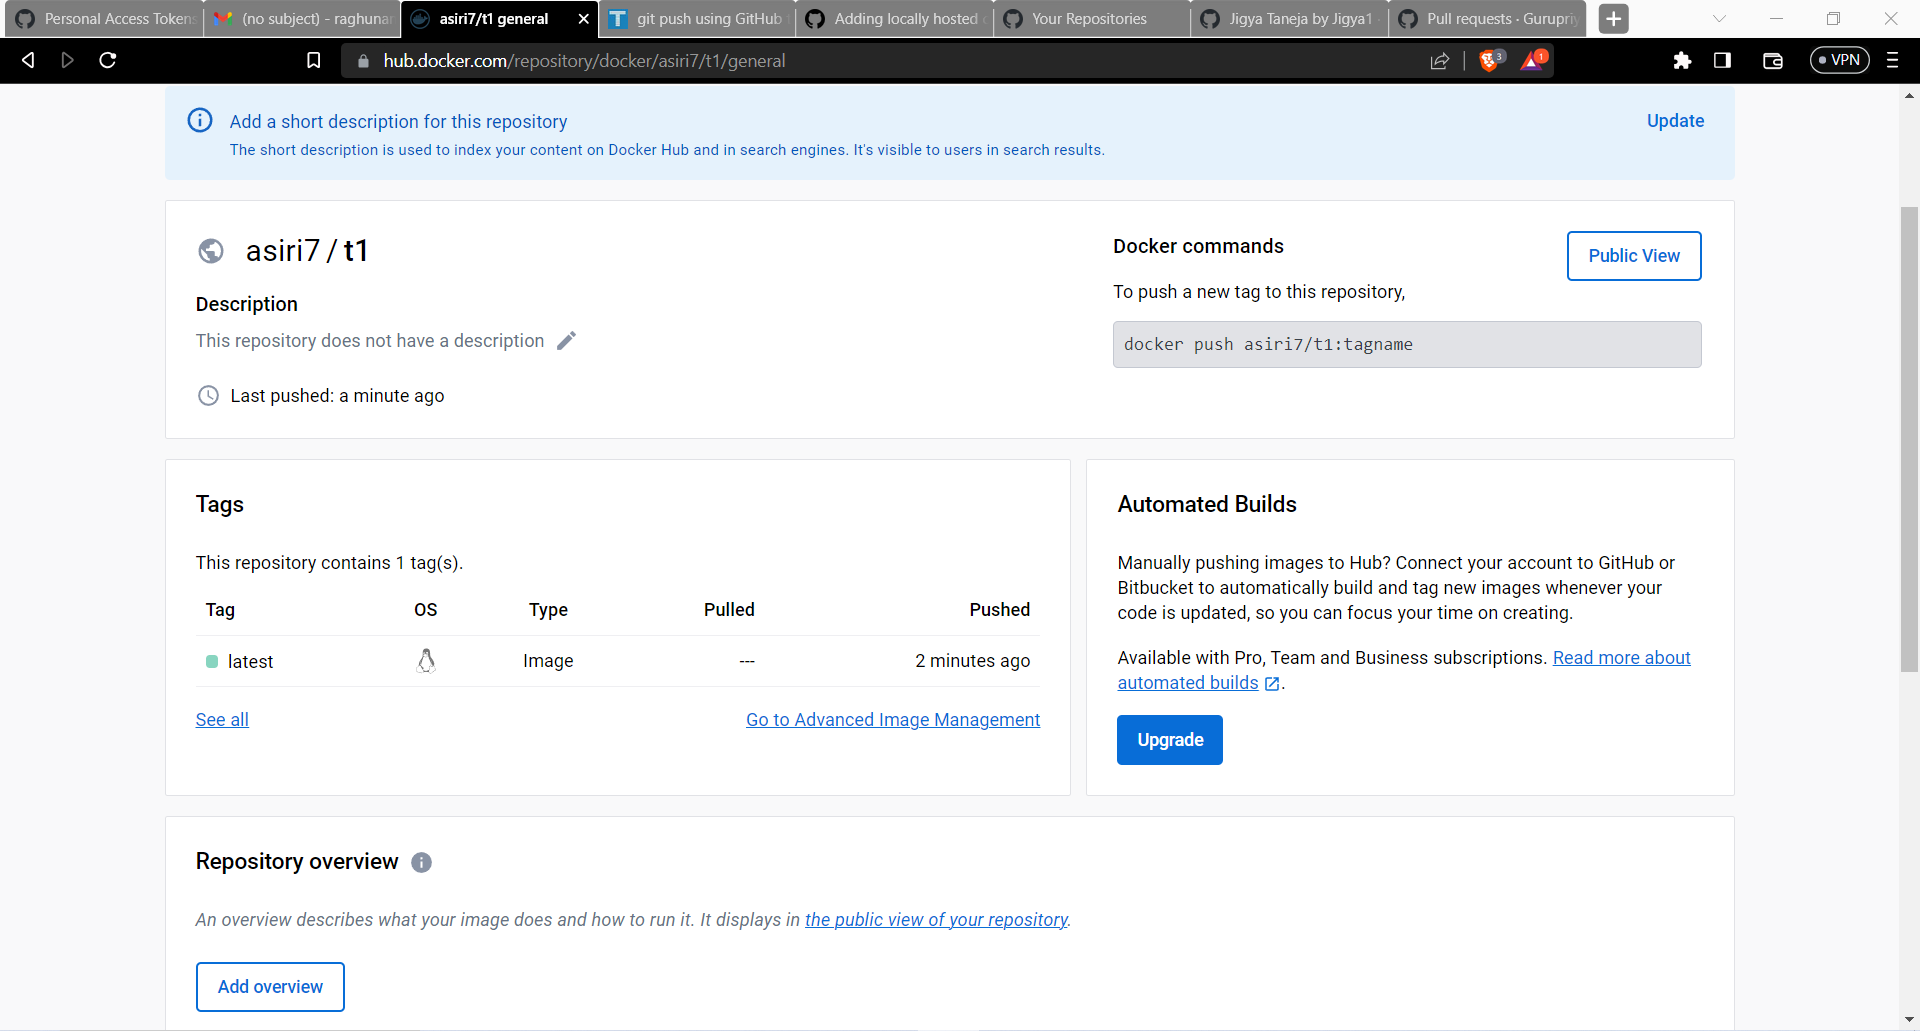 Personal Access Tokens
(no subject) - raghunan
asiri7/t1 general
git push using GitHub
Adding locally hosted
Your Repositories
Jigya Taneja by Jigya1
Pull requests · Gurupriy
hub.docker.com/repository/docker/asiri7/t1/general
3
1
VPN
Add a short description for this repository
Update
The short description is used to index your content on Docker Hub and in search engines. It's visible to users in search results.
asiri7 / t1
Description
This repository does not have a description
Last pushed: a minute ago
Docker commands
Public View
To push a new tag to this repository,
docker push asiri7/t1:tagname
Tags
This repository contains 1 tag(s).
Tag OS Type Pulled Pushed
latest Image --- 2 minutes ago
See all Go to Advanced Image Management
Automated Builds
Manually pushing images to Hub? Connect your account to GitHub or
Bitbucket to automatically build and tag new images whenever your
code is updated, so you can focus your time on creating.
Available with Pro, Team and Business subscriptions. Read more about
automated builds.
Upgrade
Repository overview
An overview describes what your image does and how to run it. It displays in the public view of your repository.
Add overview